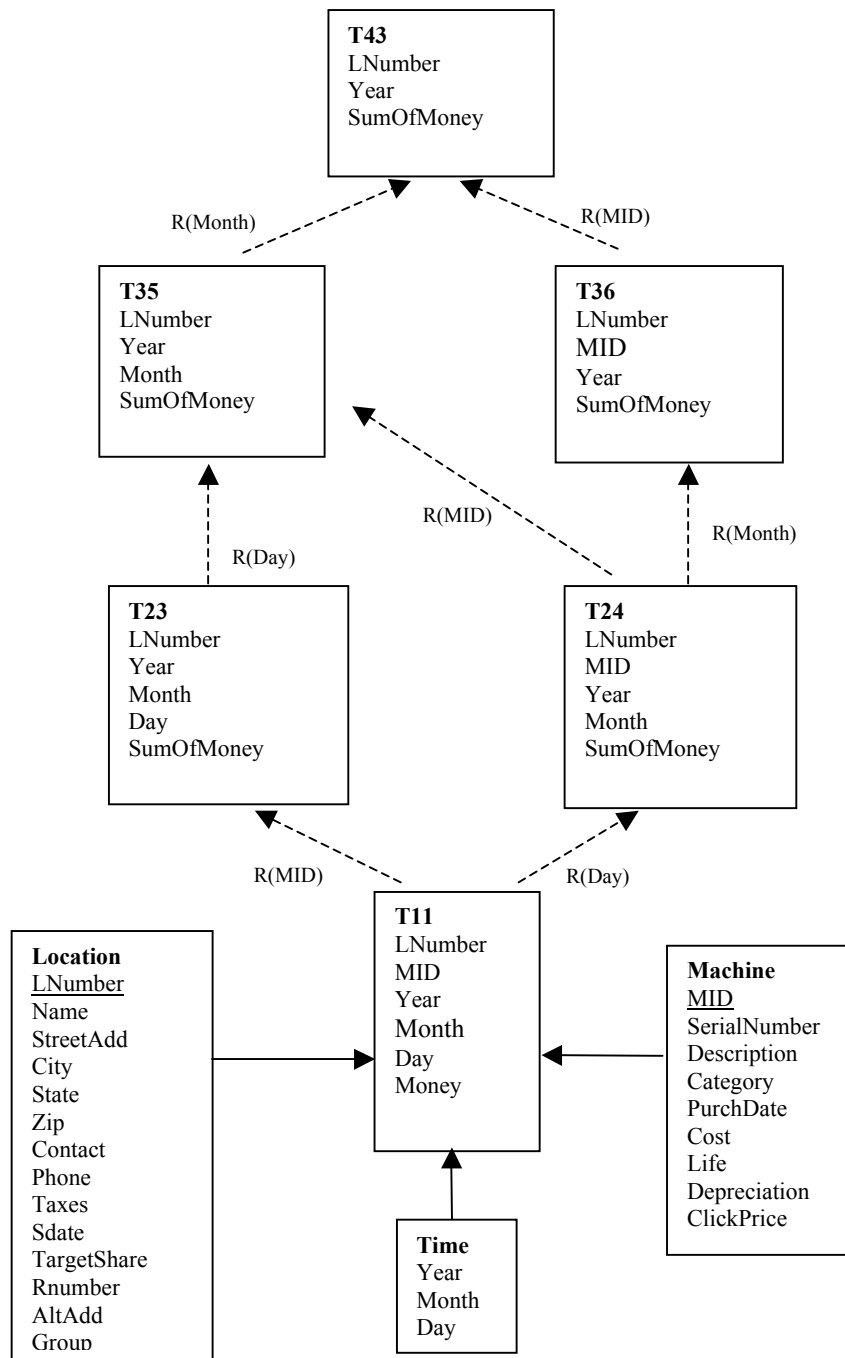 T43
LNumber
Year
SumOfMoney
R(Month)
R(MID)
T35
LNumber
Year
Month
SumOfMoney
T36
LNumber
MID
Year
SumOfMoney
R(Day)
R(MID)
R(Month)
T23
LNumber
Year
Month
Day
SumOfMoney
T24
LNumber
MID
Year
Month
SumOfMoney
R(MID)
R(Day)
Location
LNumber
Name
StreetAdd
City
State
Zip
Contact
Phone
Taxes
Sdate
TargetShare
Rnumber
AltAdd
Group
T11
LNumber
MID
Year
Month
Day
Money
Machine
MID
SerialNumber
Description
Category
PurchDate
Cost
Life
Depreciation
ClickPrice
Time
Year
Month
Day